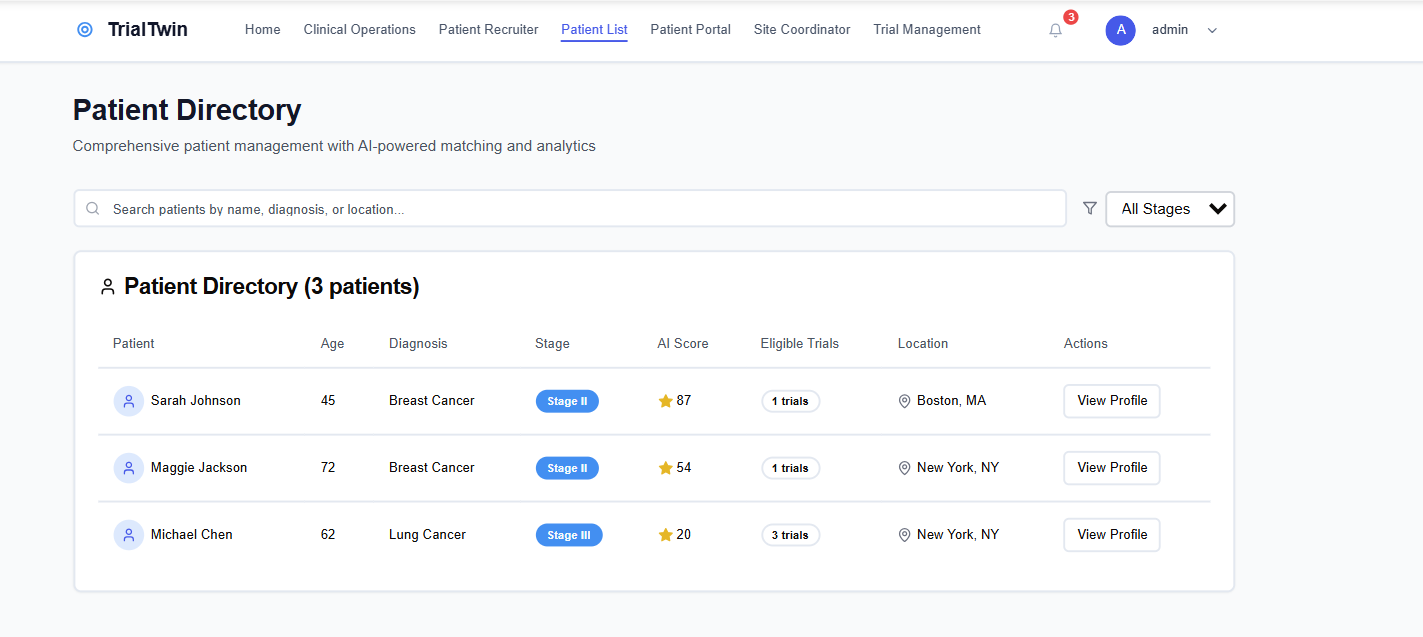 TrialTwin Home Clinical Operations Patient Recruiter Patient List Patient Portal Site Coordinator Trial Management 3 A admin
Patient Directory
Comprehensive patient management with AI-powered matching and analytics
Search patients by name, diagnosis, or location... All Stages
Patient Directory (3 patients)
Patient Age Diagnosis Stage AI Score Eligible Trials Location Actions
Sarah Johnson 45 Breast Cancer Stage II 87 1 trials Boston, MA View Profile
Maggie Jackson 72 Breast Cancer Stage II 54 1 trials New York, NY View Profile
Michael Chen 62 Lung Cancer Stage III 20 3 trials New York, NY View Profile